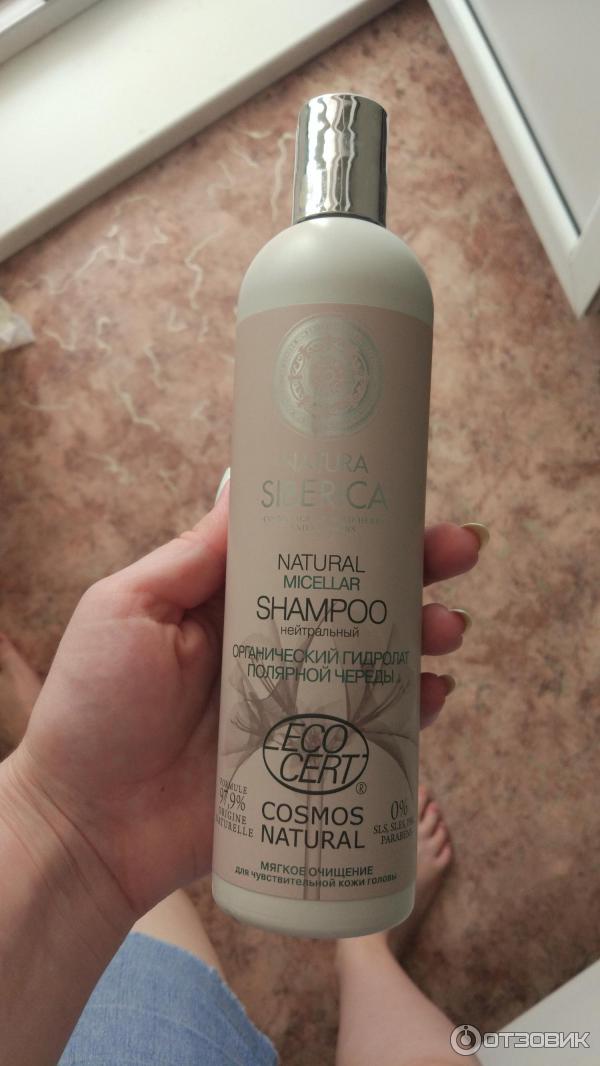 NATURA
SIBERICA
NATURAL
MICELLAR
SHAMPOO
нейтральный
ОРГАНИЧЕСКИЙ ГИДРОЛАТ
ПОЛЯРНОЙ ЧЕРЕДЫ
ECO
CERT
®
COSMOS
NATURAL
FORMULE
97,9%
ORIGINE
NATURELLE
0%
SLS, SLES,
PARABENS
МЯГКОЕ ОЧИЩЕНИЕ
для чувствительной кожи головы
ОТЗОВИК